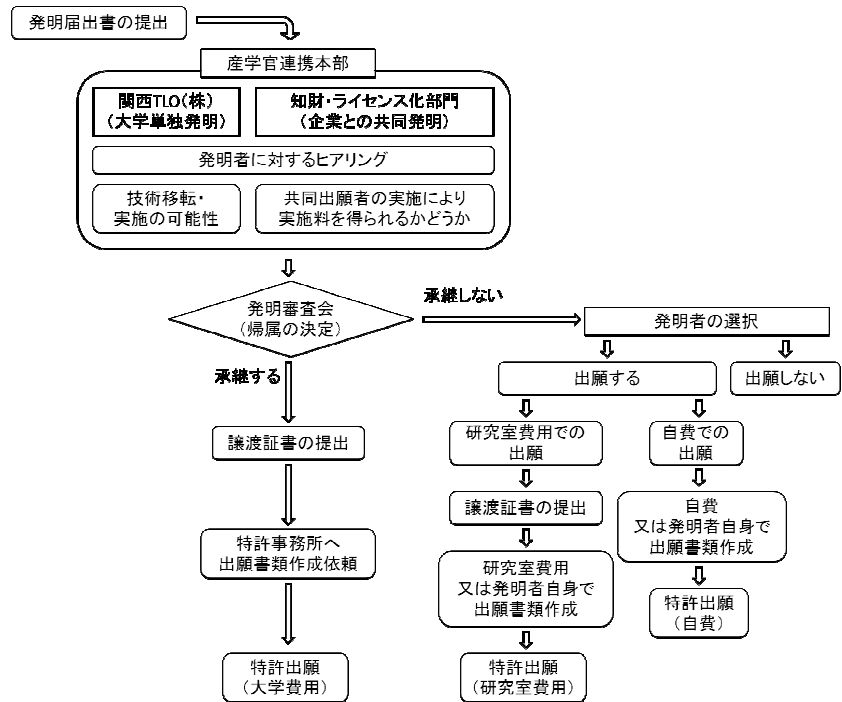 発明届出書の提出
産学官連携本部
関西TLO(株)
(大学単独発明)
知財・ライセンス化部門
(企業との共同発明)
発明者に対するヒアリング
技術移転・
実施の可能性
共同出願者の実施により
実施料を得られるかどうか
発明審査会
(帰属の決定)
承継しない
発明者の選択
承継する
出願する
出願しない
譲渡証書の提出
研究室費用での
出願
自費での
出願
譲渡証書の提出
自費
又は発明者自身で
出願書類作成
特許事務所へ
出願書類作成依頼
研究室費用
又は発明者自身で
出願書類作成
特許出願
(自費)
特許出願
(大学費用)
特許出願
(研究室費用)